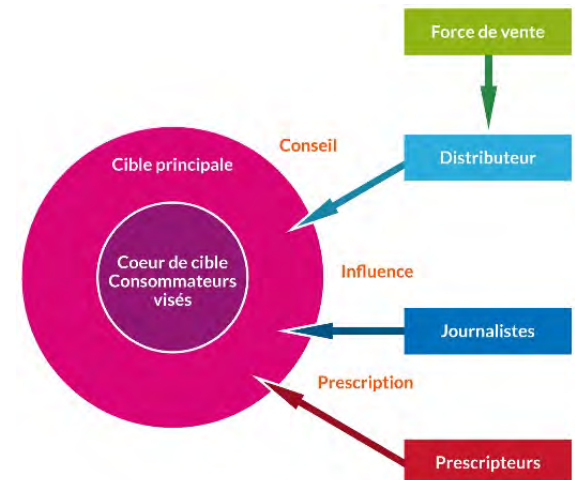 Force de vente
Conseil
Distributeur
Cible principale
Coeur de cible
Consommateurs
visés
Influence
Journalistes
Prescription
Prescripteurs